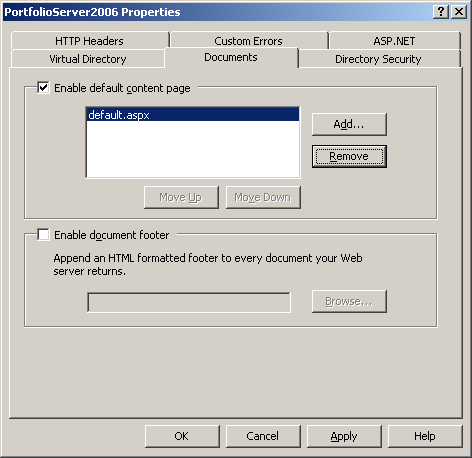 PortfolioServer2006 Properties
HTTP Headers Custom Errors ASP.NET
Virtual Directory Documents Directory Security
Enable default content page
default.aspx
Add...
Remove
Move Up Move Down
Enable document footer
Append an HTML formatted footer to every document your Web
server returns.
Browse...
OK Cancel Apply Help